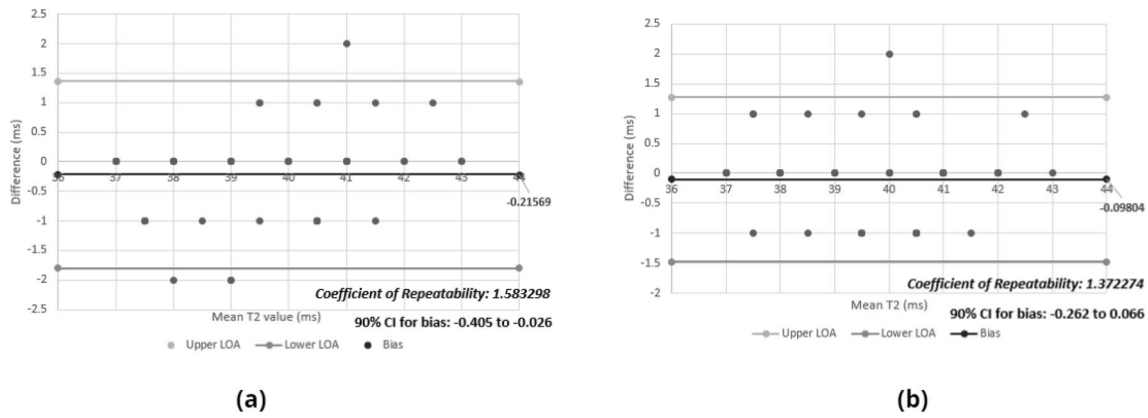 (a)
2.5
2
1.5
1
0.5
0
-0.5
-1
-1.5
-2
-2.5
Difference (ms)
36 37 38 39 40 41 42 43 44
-0.21569
Coefficient of Repeatability: 1.583298
Mean T2 value (ms)
90% CI for bias: -0.405 to -0.026
Upper LOA Lower LOA Bias
(a)
(b)
2.5
2
1.5
1
0.5
0
-0.5
-1
-1.5
-2
Difference (ms)
36 37 38 39 40 41 42 43 44
-0.09804
Coefficient of Repeatability: 1.372274
Mean T2 (ms)
90% CI for bias: -0.262 to 0.066
Upper LOA Lower LOA Bias
(b)